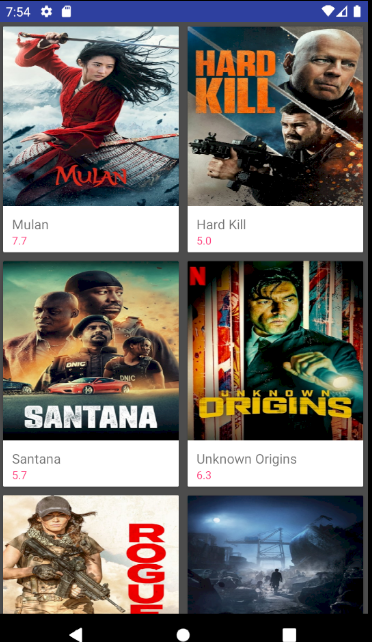 7:54
MULAN
HARD
KILL
Mulan
7.7
Hard Kill
5.0
DNIC
DNIC
SANTANA
N
UNKNOWN
ORIGINS
Santana
5.7
Unknown Origins
6.3
ROGUE